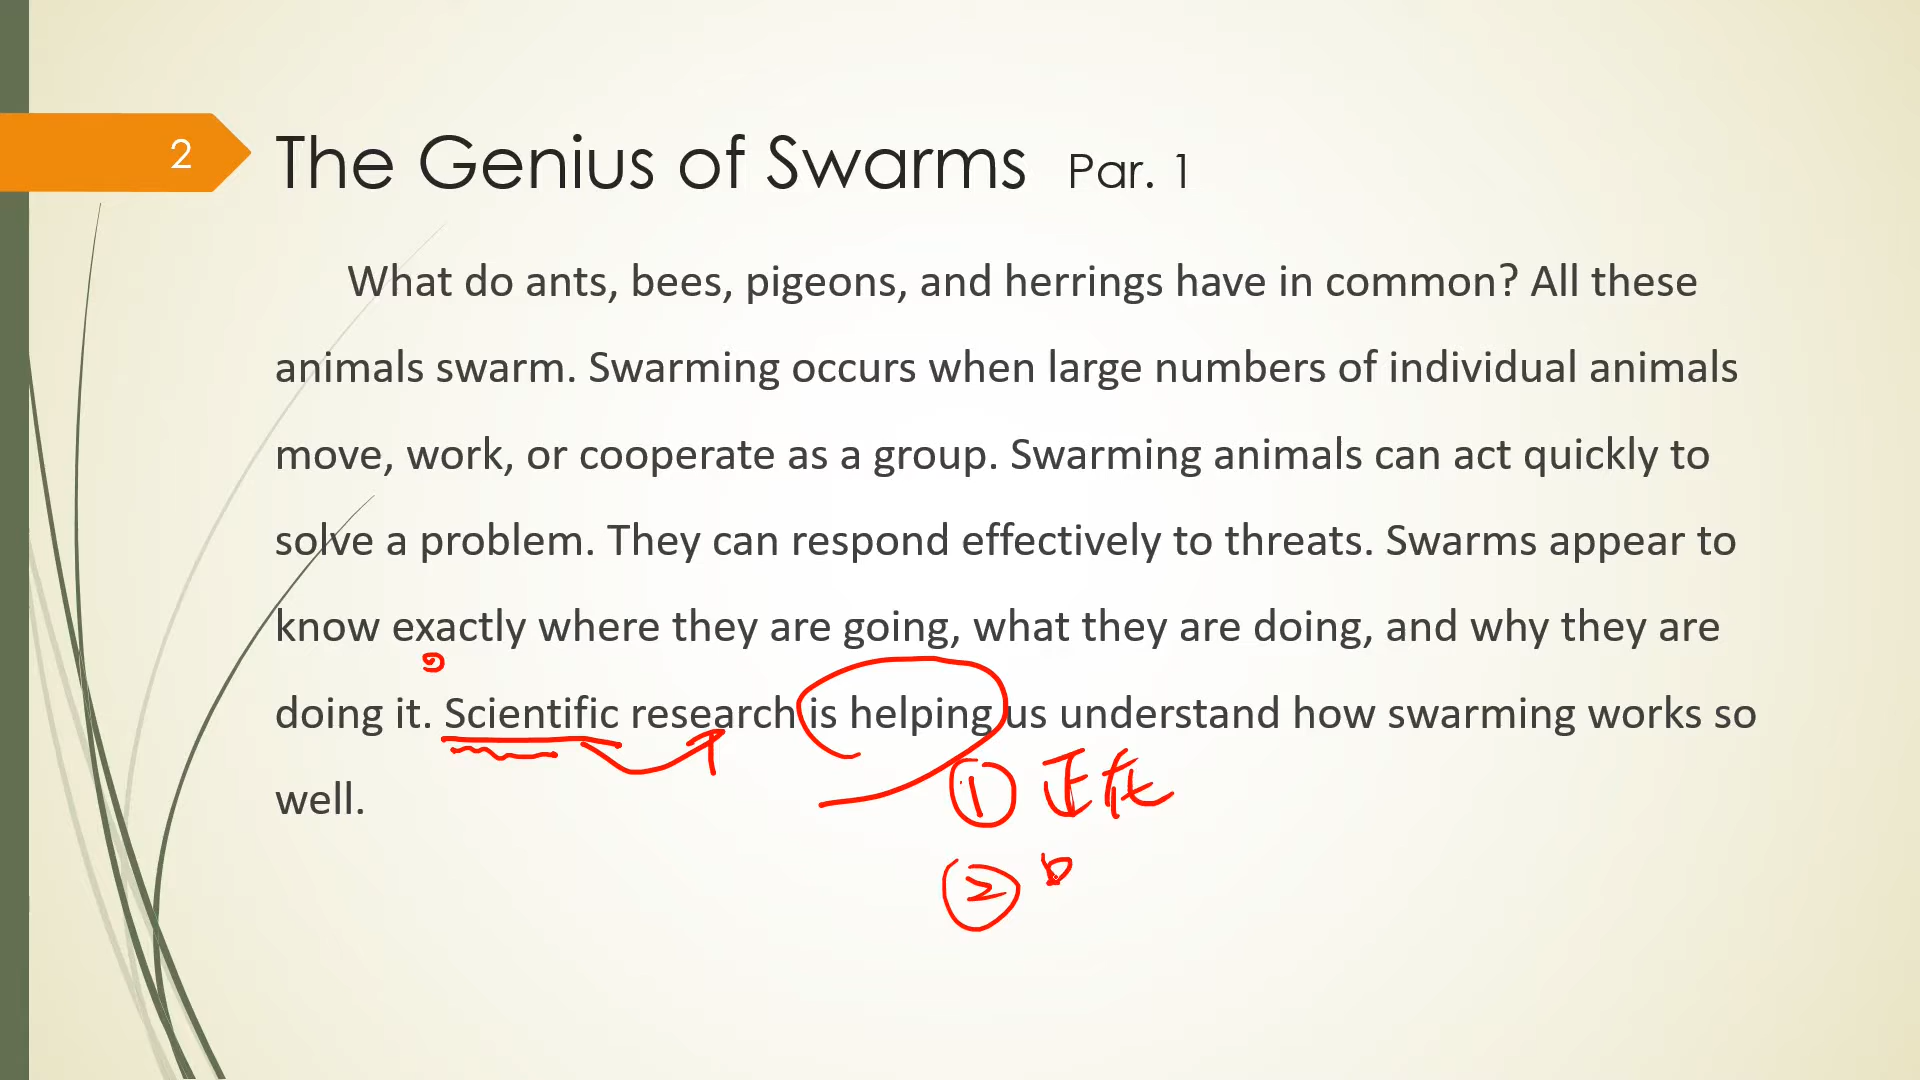 2
The Genius of Swarms Par. 1
What do ants, bees, pigeons, and herrings have in common? All these
animals swarm. Swarming occurs when large numbers of individual animals
move, work, or cooperate as a group. Swarming animals can act quickly to
solve a problem. They can respond effectively to threats. Swarms appear to
know exactly where they are going, what they are doing, and why they are
doing it. Scientific research is helping us understand how swarming works so
well.
① 正在
②